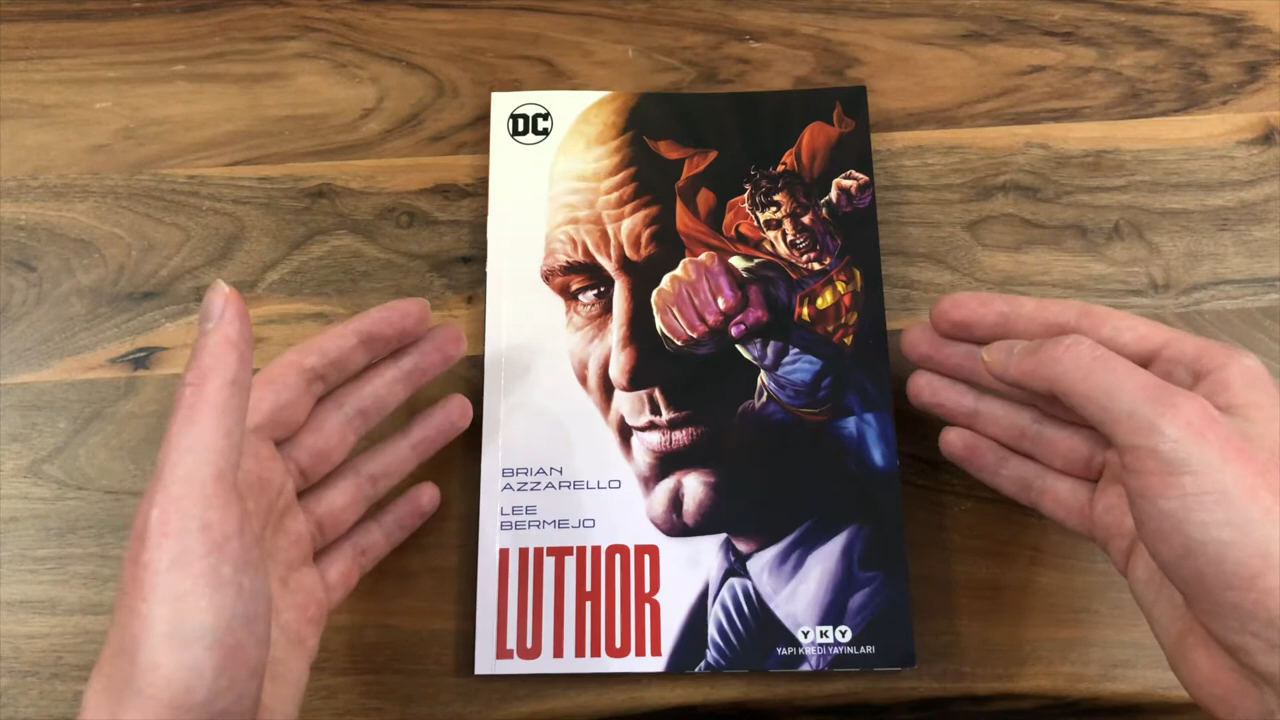 DC
BRIAN
AZZARELLO
LEE
BERMEJO
LUTHOR
YKY
YAPI KREDİ YAYINLARI